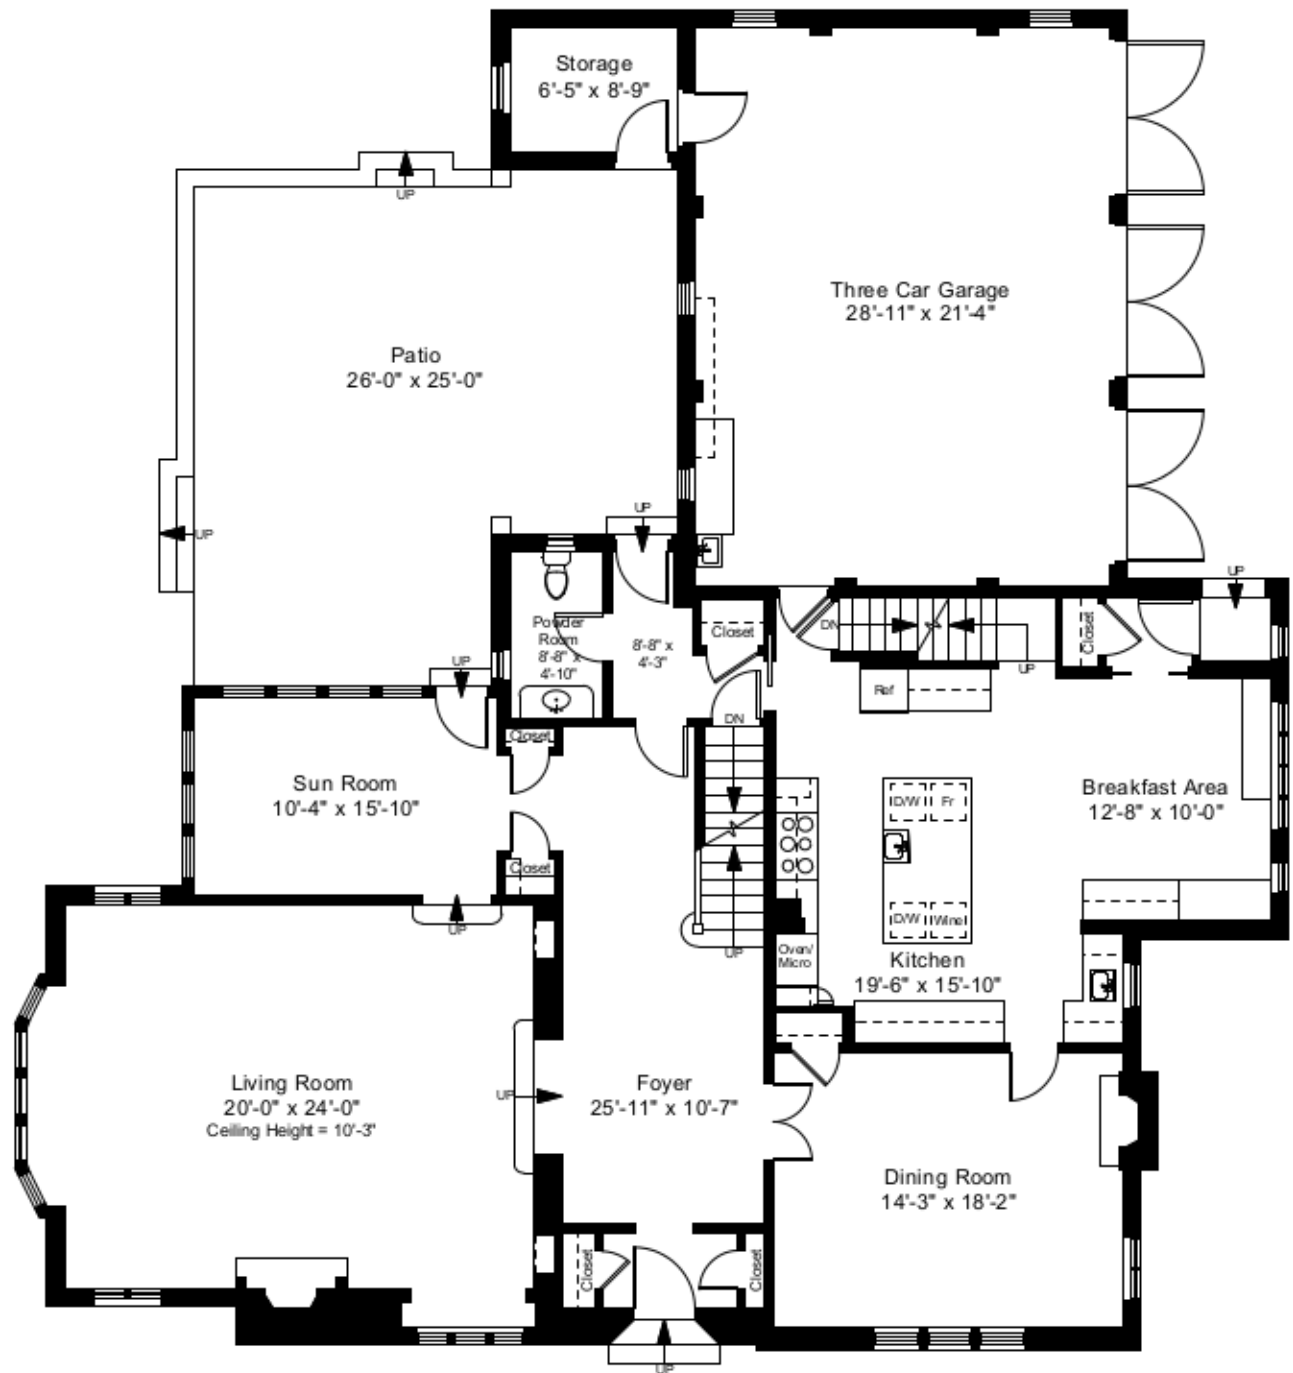 Storage
6'-5" x 8'-9"
UP
Three Car Garage
28'-11" x 21'-4"
Patio
26'-0" x 25'-0"
UP
UP
UP
Powder
Room
8'-8" x
4'-10"
8'-8" x
4'-3"
Closet
DN
UP
Closet
UP
Ref
UP
DN
Closet
Sun Room
10'-4" x 15'-10"
Closet
D/W
Fr
Breakfast Area
12'-8" x 10'-0"
D/W
Wine
UP
UP
Oven/
Micro
Kitchen
19'-6" x 15'-10"
Living Room
20'-0" x 24'-0"
Ceiling Height = 10'-3"
UP
Foyer
25'-11" x 10'-7"
Dining Room
14'-3" x 18'-2"
Closet
Closet
UP